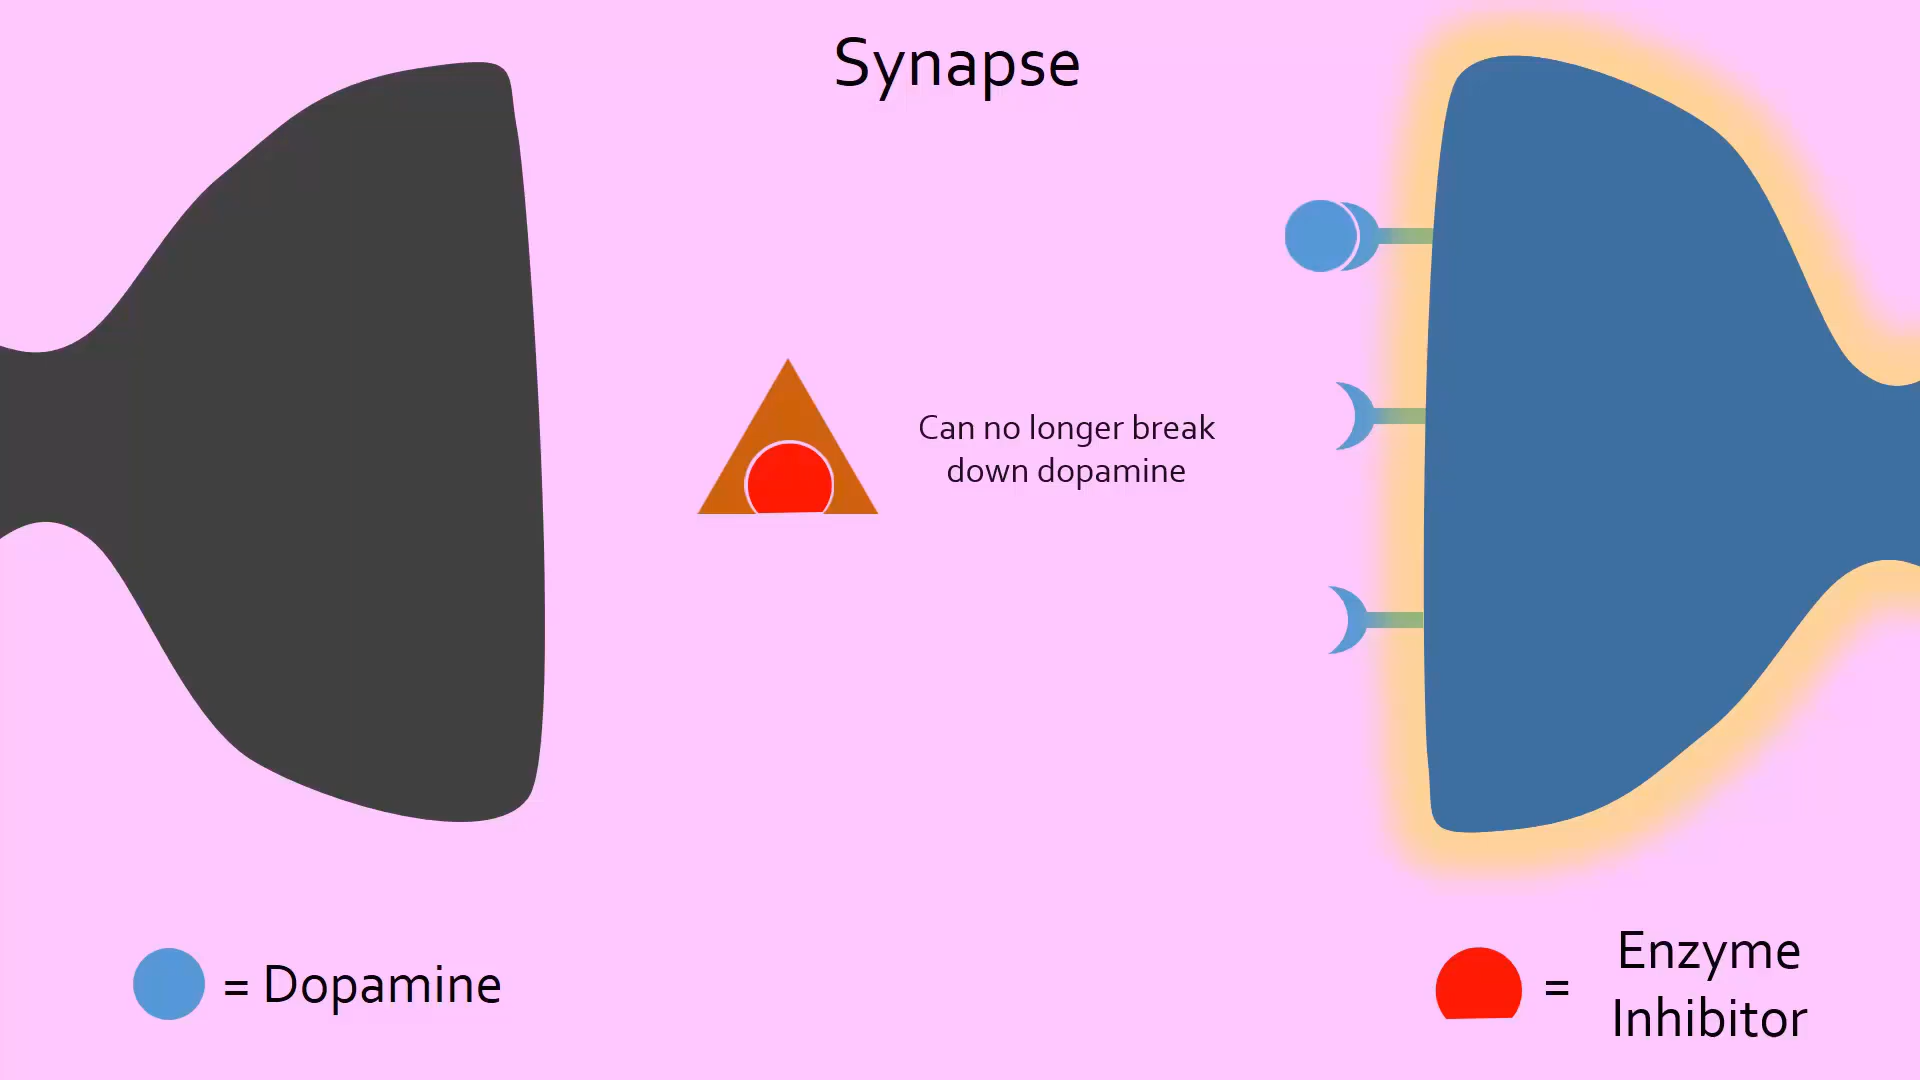 Synapse
Can no longer break
down dopamine
= Dopamine
= Enzyme
Inhibitor